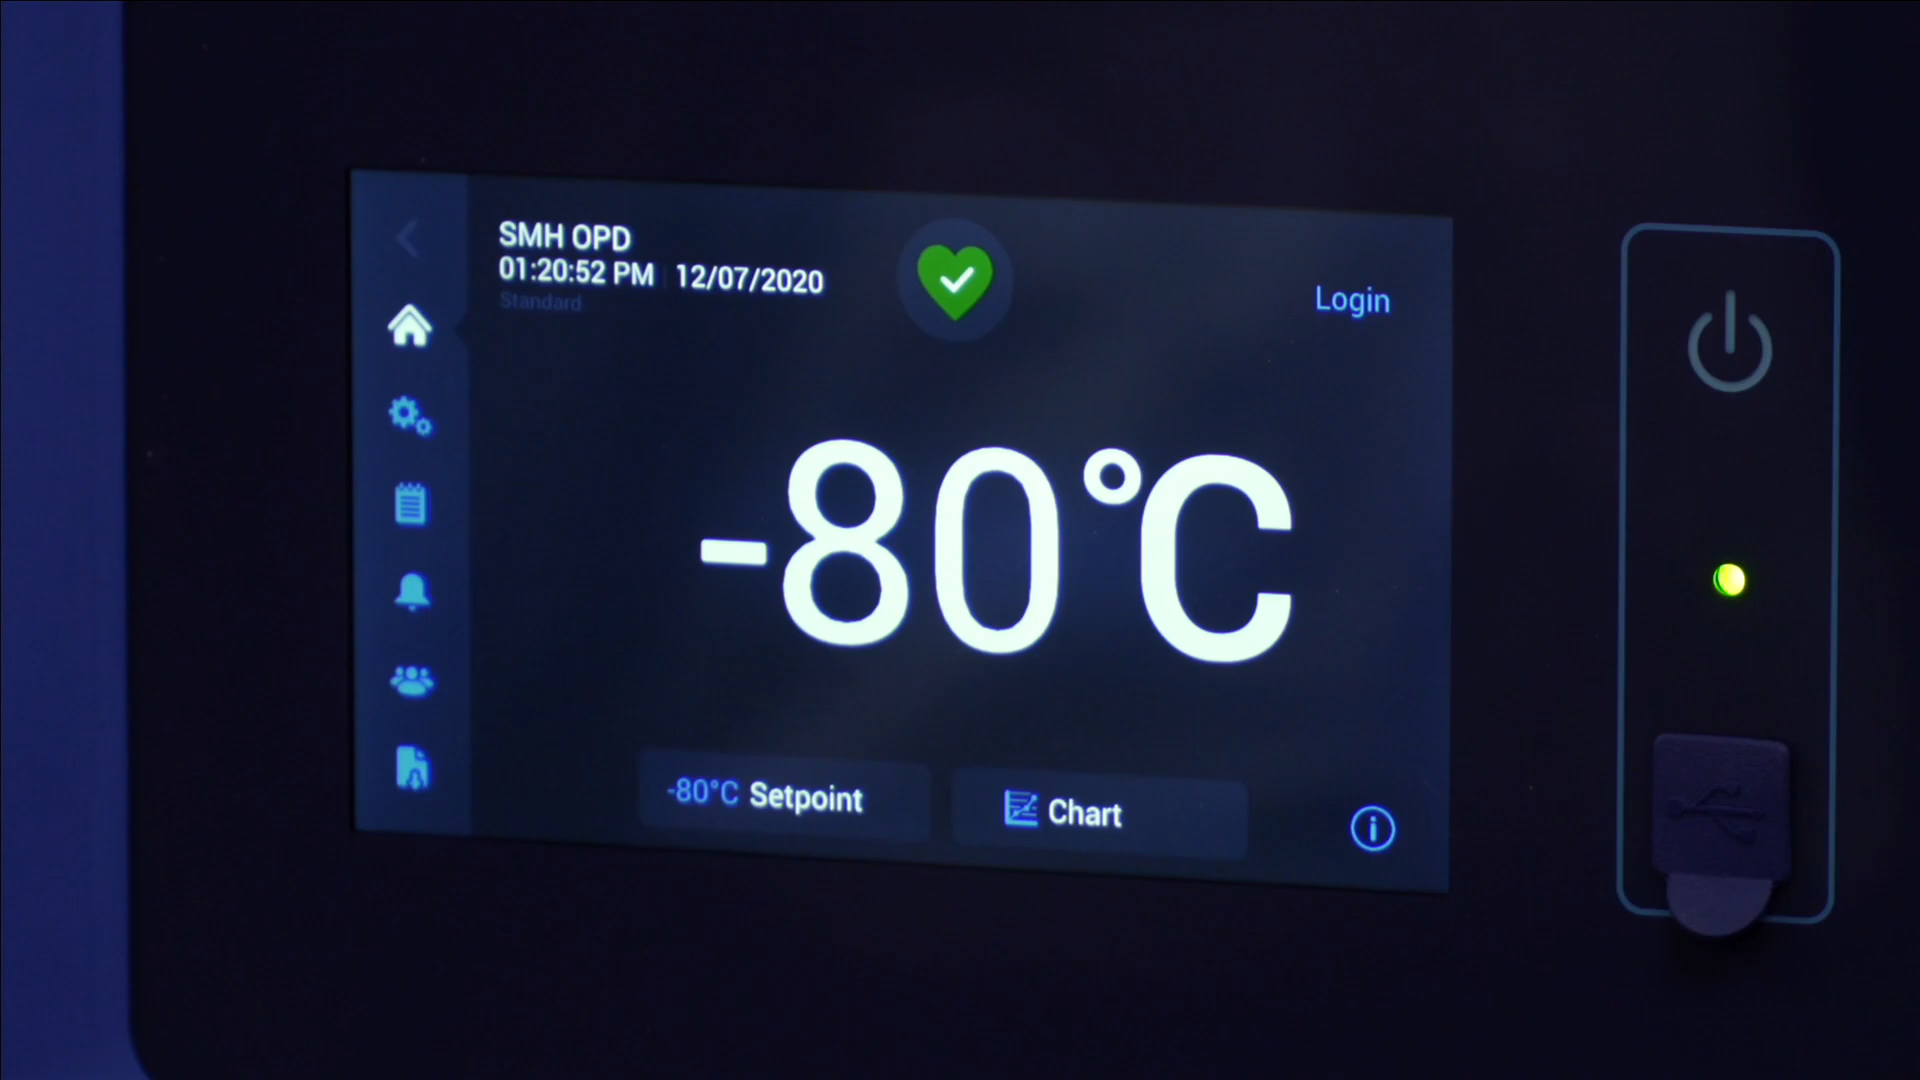 SMH OPD
01:20:52 PM 12/07/2020
Standard
Login
-80°C
-80°C Setpoint
Chart